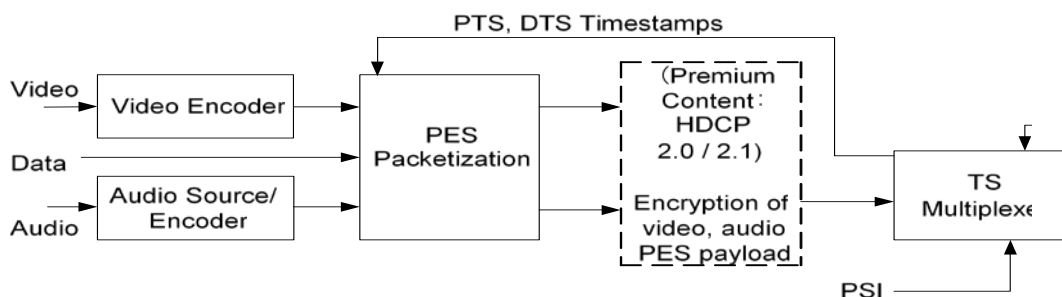 PTS, DTS Timestamps
Video
Video Encoder
Data
Audio Source/
Encoder
Audio
PES
Packetization
(Premium
Content:
HDCP
2.0 / 2.1)
Encryption of
video, audio
PES payload
TS
Multiplexe
PSI